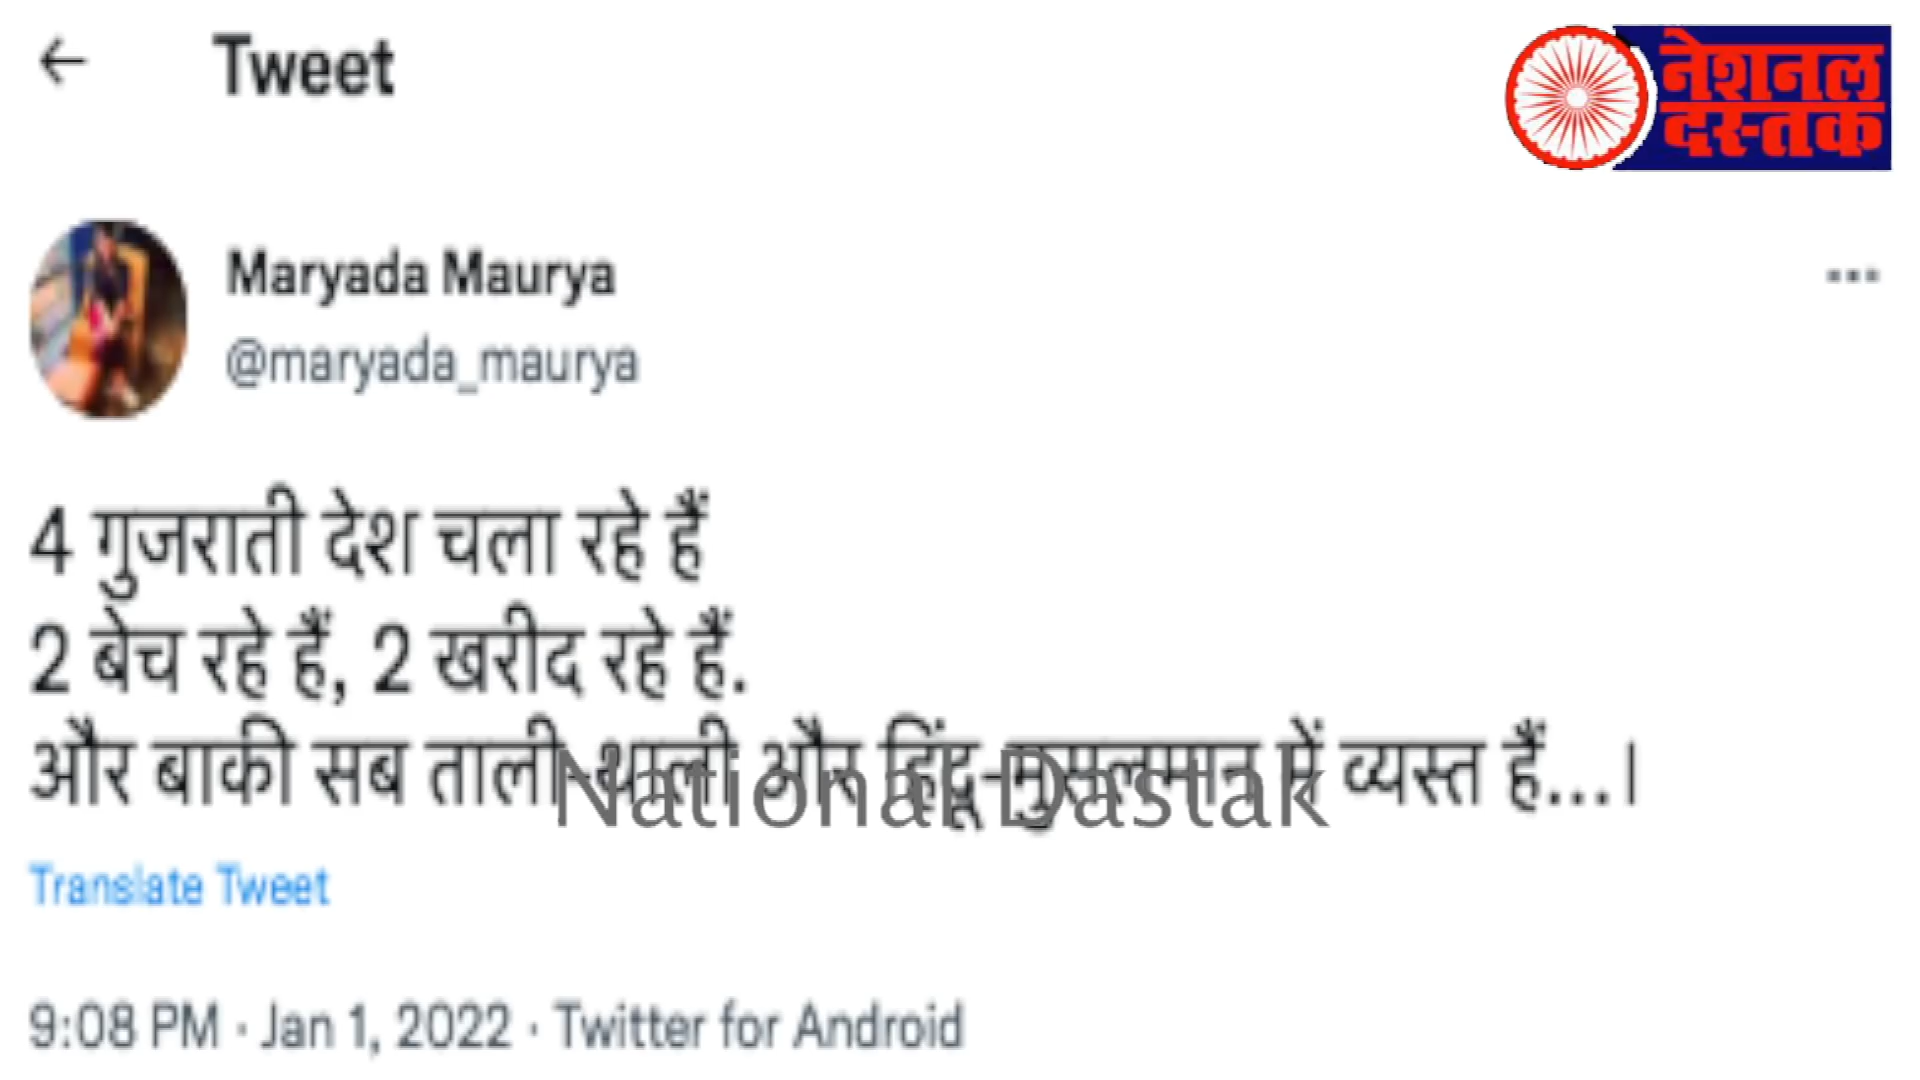 Tweet
नेशनल
दस्तक
Maryada Maurya
@maryada_maurya
4 गुजराती देश चला रहे हैं
2 बेच रहे हैं, 2 खरीद रहे हैं.
और बाकी सब ताली थाली और हिंदू-मुसलमान में व्यस्त हैं...।
National Dastak
Translate Tweet
9:08 PM · Jan 1, 2022 · Twitter for Android